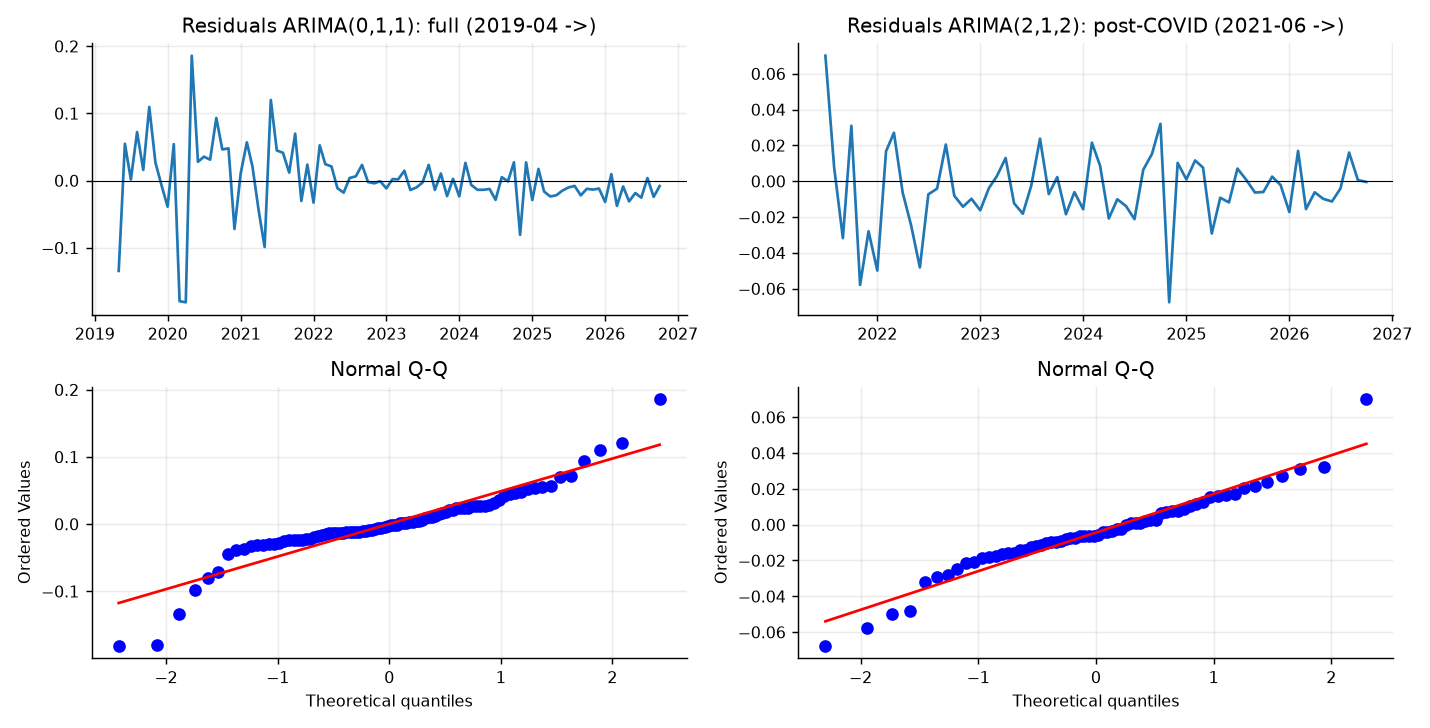 Residuals ARIMA(0,1,1): full (2019-04 ->)
0.2
0.1
0.0
−0.1
2019 2020 2021 2022 2023 2024 2025 2026 2027
Residuals ARIMA(2,1,2): post-COVID (2021-06 ->)
0.06
0.04
0.02
0.00
−0.02
−0.04
−0.06
2022 2023 2024 2025 2026 2027
Normal Q-Q
Ordered Values
0.2
0.1
0.0
−0.1
−2 −1 0 1 2
Theoretical quantiles
Normal Q-Q
Ordered Values
0.06
0.04
0.02
0.00
−0.02
−0.04
−0.06
−2 −1 0 1 2
Theoretical quantiles